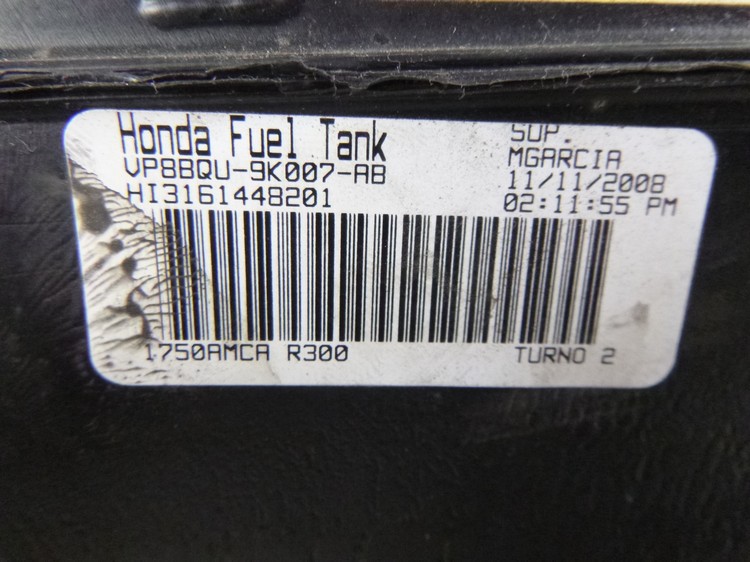 Honda Fuel Tank
VP8BQU-9K007-AB
HI3161448201
SUP.
MGARCIA
11/11/2008
02:11:55 PM
1750AMCA R300
TURNO 2